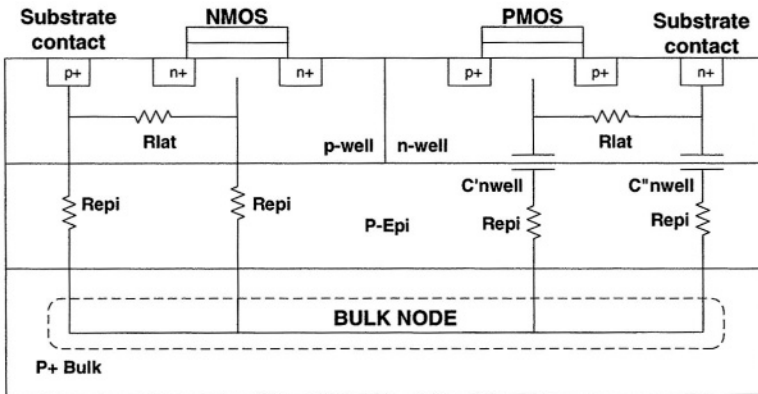 Substrate
contact
NMOS
PMOS
Substrate
contact
p+
n+
n+
p+
p+
n+
Rlat
p-well
n-well
Rlat
C'nwell
C"nwell
Repi
Repi
P-Epi
Repi
Repi
BULK NODE
P+ Bulk